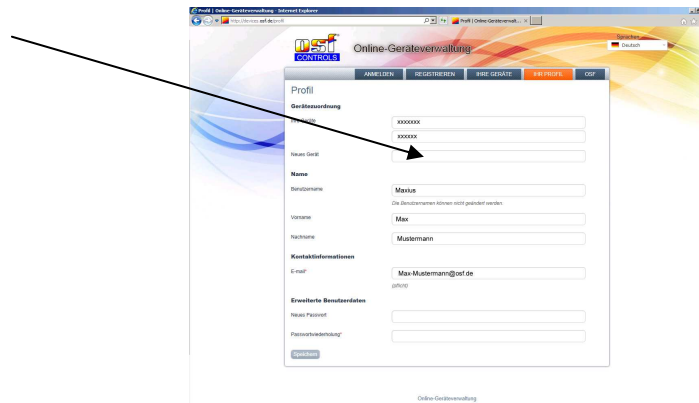 Profil | Online-Geräteverwaltung - Internet Explorer
http://devices.osf.de/profil
Profil | Online-Geräteverwalt...
Sprachen
Deutsch
osf
CONTROLS
Online-Geräteverwaltung
ANMELDEN REGISTRIEREN IHRE GERÄTE IHR PROFIL OSF
Profil
Gerätezuordnung
Geräte
xxxxxxx
xxxxxx
Neues Gerät
Name
Benutzername
Maxius
Die Benutzernamen können nicht geändert werden
Vorname
Max
Nachname
Mustermann
Kontaktinformationen
E-mail*
Max-Mustermann@osf.de
(pflicht)
Erweiterte Benutzerdaten
Neues Passwort
Passwortwiederholung*
Speichern
Online-Geräteverwaltung